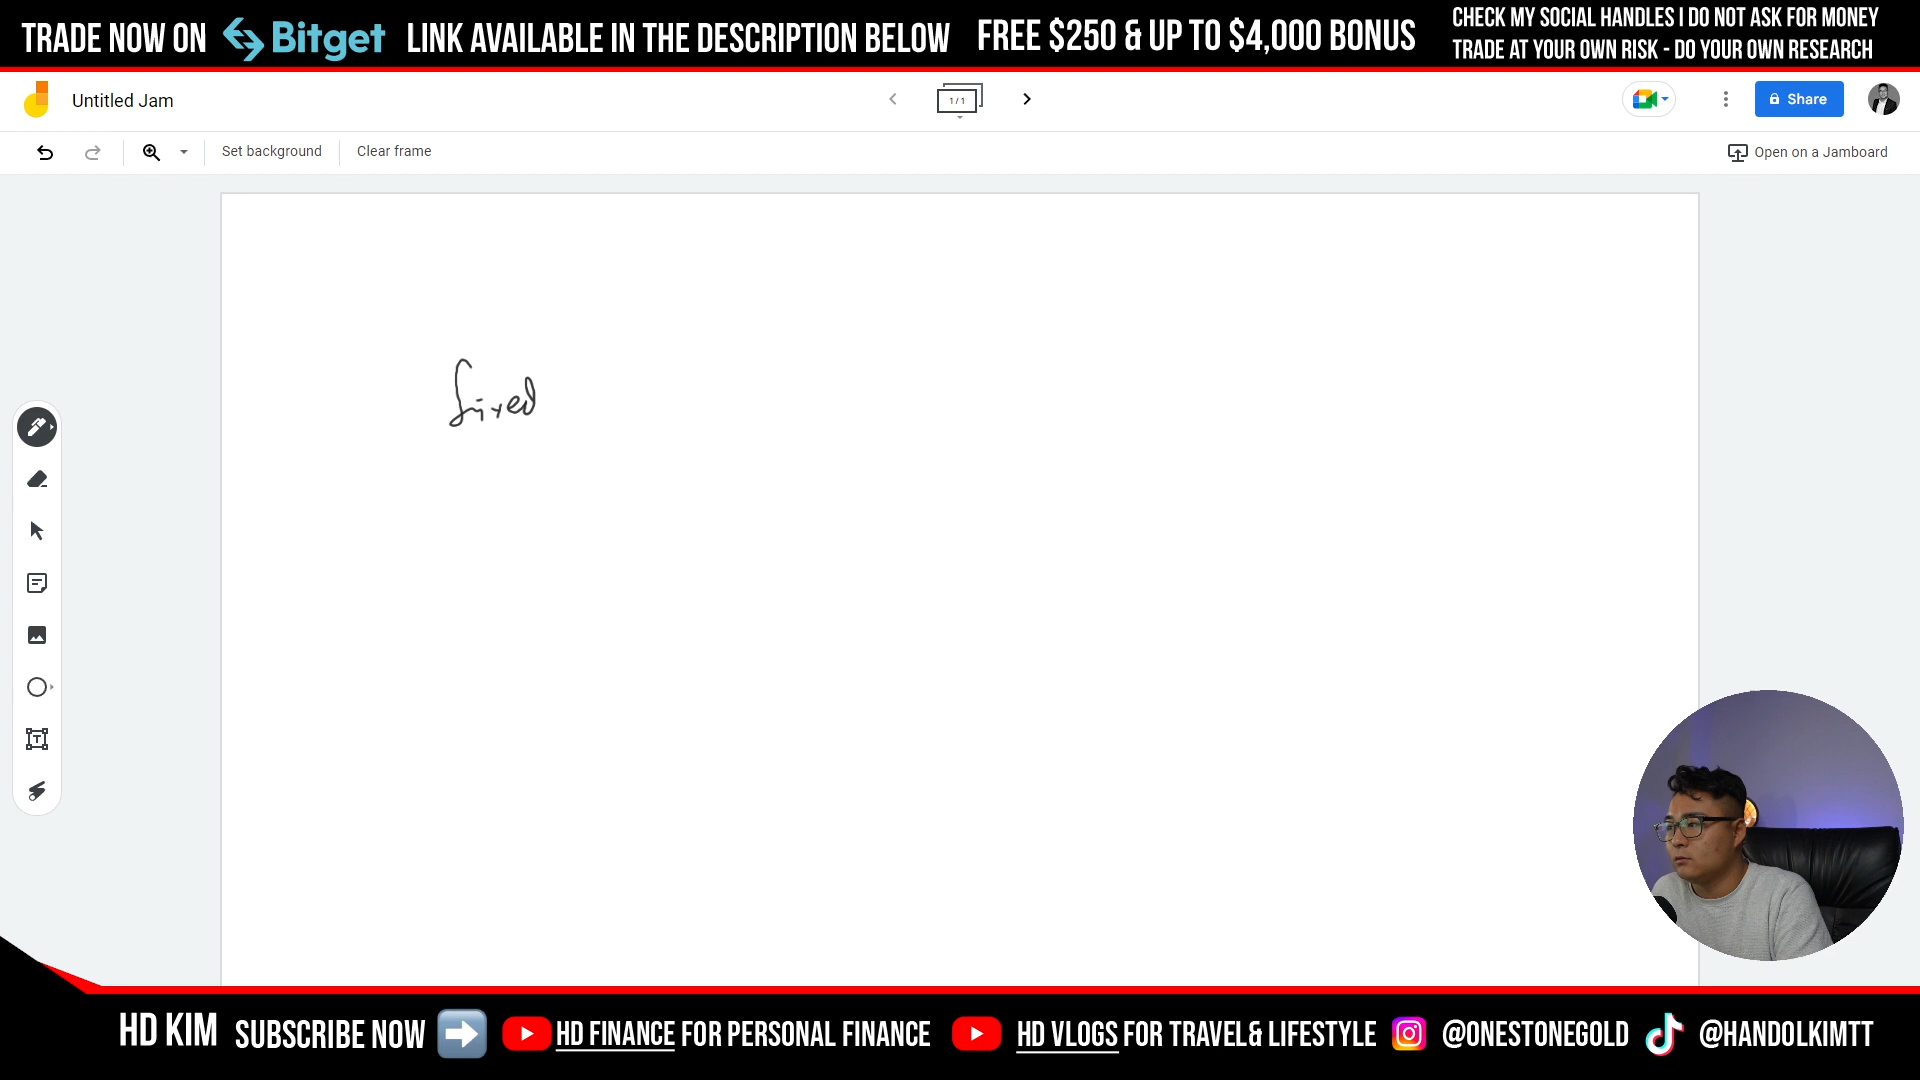 TRADE NOW ON Bitget LINK AVAILABLE IN THE DESCRIPTION BELOW FREE $250 & UP TO $4,000 BONUS
CHECK MY SOCIAL HANDLES I DO NOT ASK FOR MONEY
TRADE AT YOUR OWN RISK - DO YOUR OWN RESEARCH
Untitled Jam
1/1
Share
Set background
Clear frame
Open on a Jamboard
fixed
HD KIM SUBSCRIBE NOW HD FINANCE FOR PERSONAL FINANCE HD VLOGS FOR TRAVEL& LIFESTYLE @ONESTONEGOLD @HANDOLKIMTT